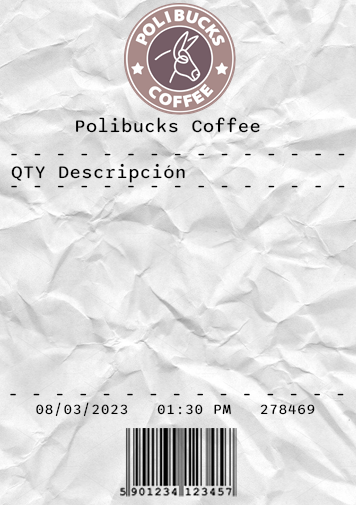 POLIBUCKS
COFFEE
Polibucks Coffee
QTY Descripción
08/03/2023 01:30 PM 278469
5 901234 123457